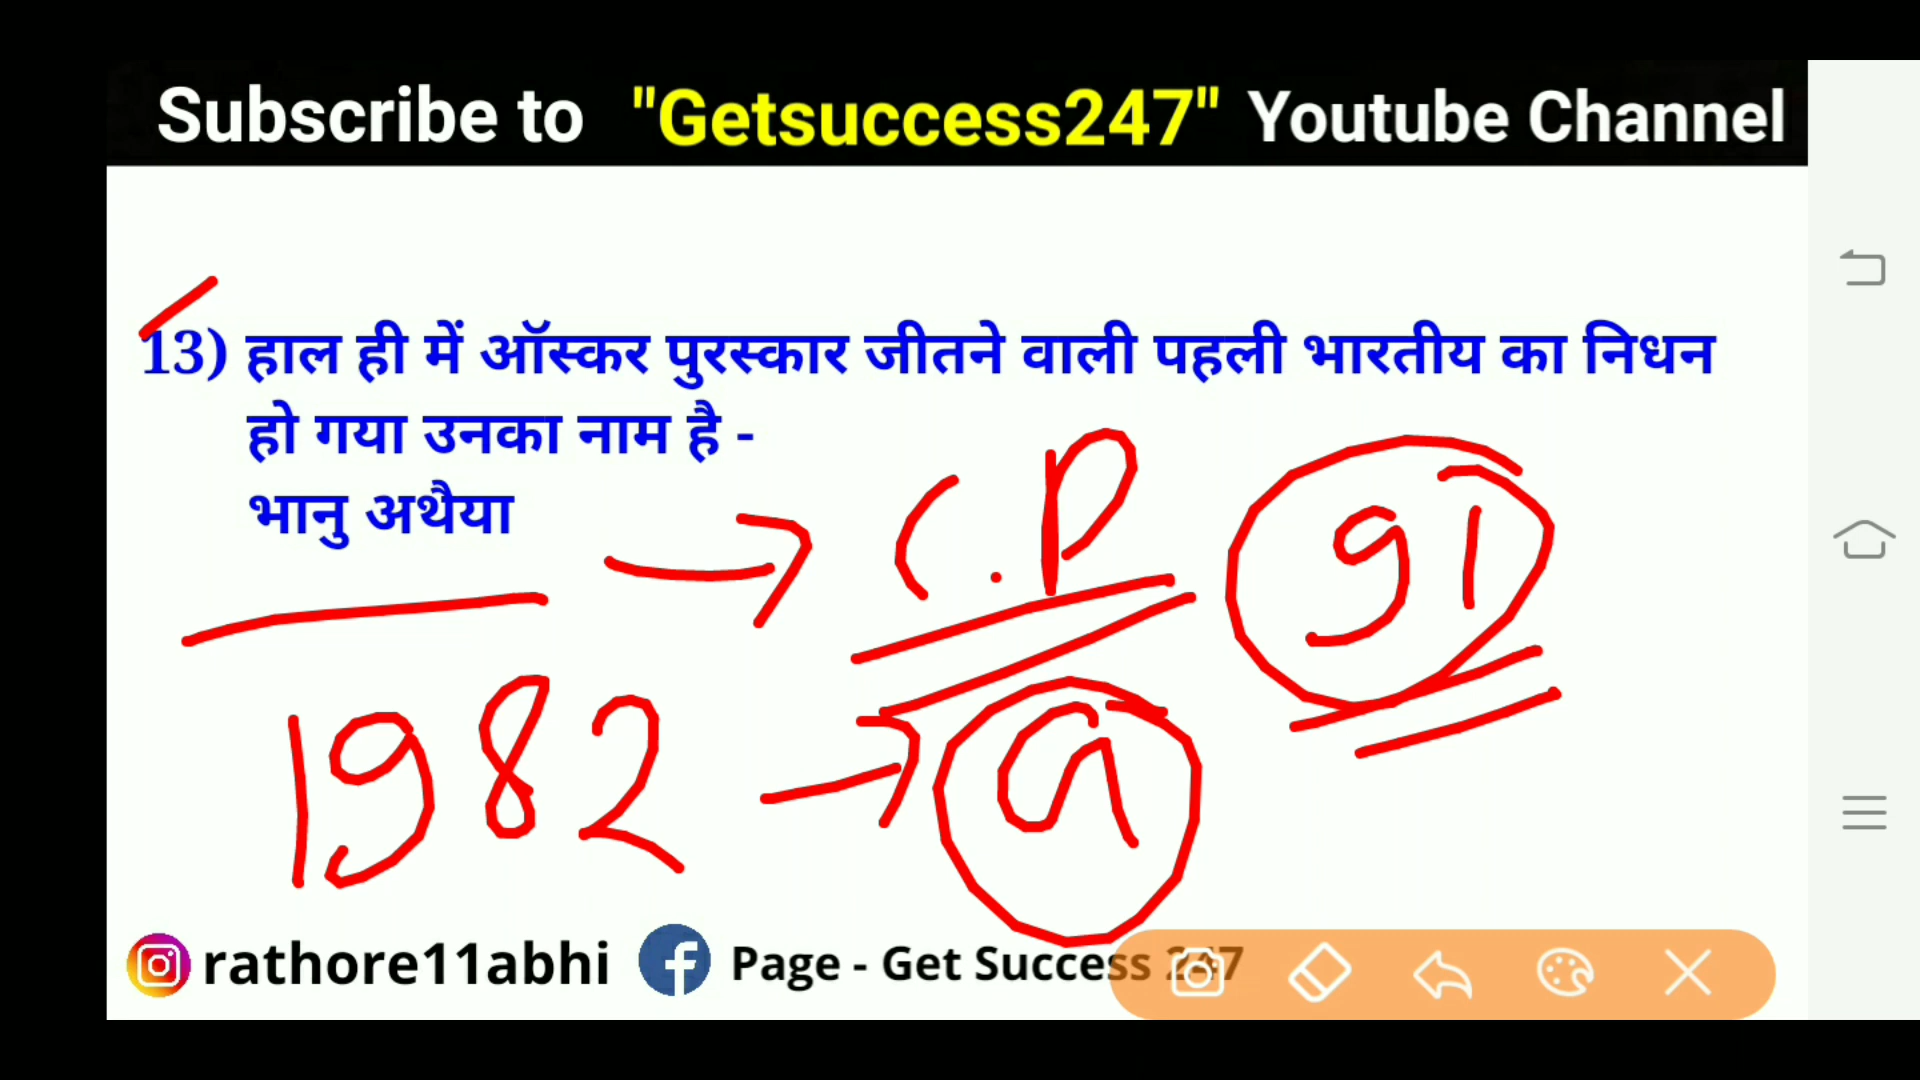 Subscribe to "Getsuccess247" Youtube Channel
13) हाल ही में ऑस्कर पुरस्कार जीतने वाली पहली भारतीय का निधन
हो गया उनका नाम है -
भानु अथैया
C.P
91
1982
rathore11abhi Page - Get Success 247